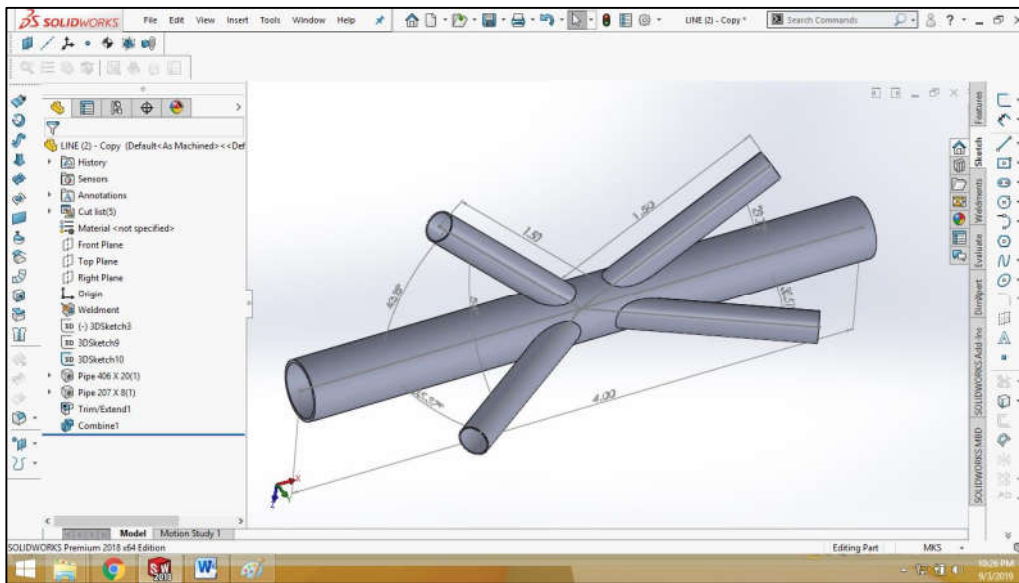 SOLIDWORKS File Edit View Insert Tools Window Help LINE (2) - Copy * Search Commands
LINE (2) - Copy (Default<As Machined><<Def
History
Sensors
Annotations
Cut list(5)
Material <not specified>
Front Plane
Top Plane
Right Plane
Origin
Weldment
(-) 3DSketch3
3DSketch9
3DSketch10
Pipe 406 X 20(1)
Pipe 207 X 8(1)
Trim/Extend1
Combine1
1.50
1.50
4.00
Features
Sketch
Weldments
Evaluate
DimXpert
SOLIDWORKS Add-Ins
SOLIDWORKS MBD
Model Motion Study 1
SOLIDWORKS Premium 2018 x64 Edition Editing Part MKS
10:26 PM
9/3/2019